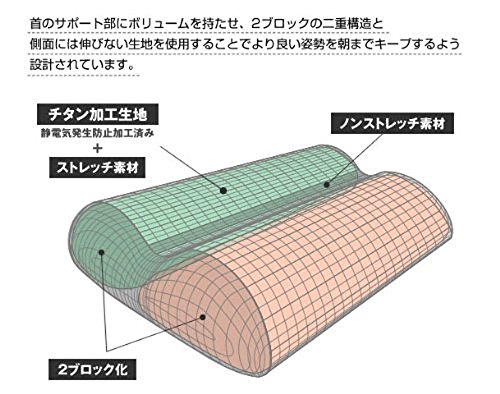 首のサポート部にボリュームを持たせ、2ブロックの二重構造と
側面には伸びない生地を使用することでより良い姿勢を朝までキープするよう
設計されています。
チタン加工生地
静電気発生防止加工済み
+
ストレッチ素材
ノンストレッチ素材
2ブロック化